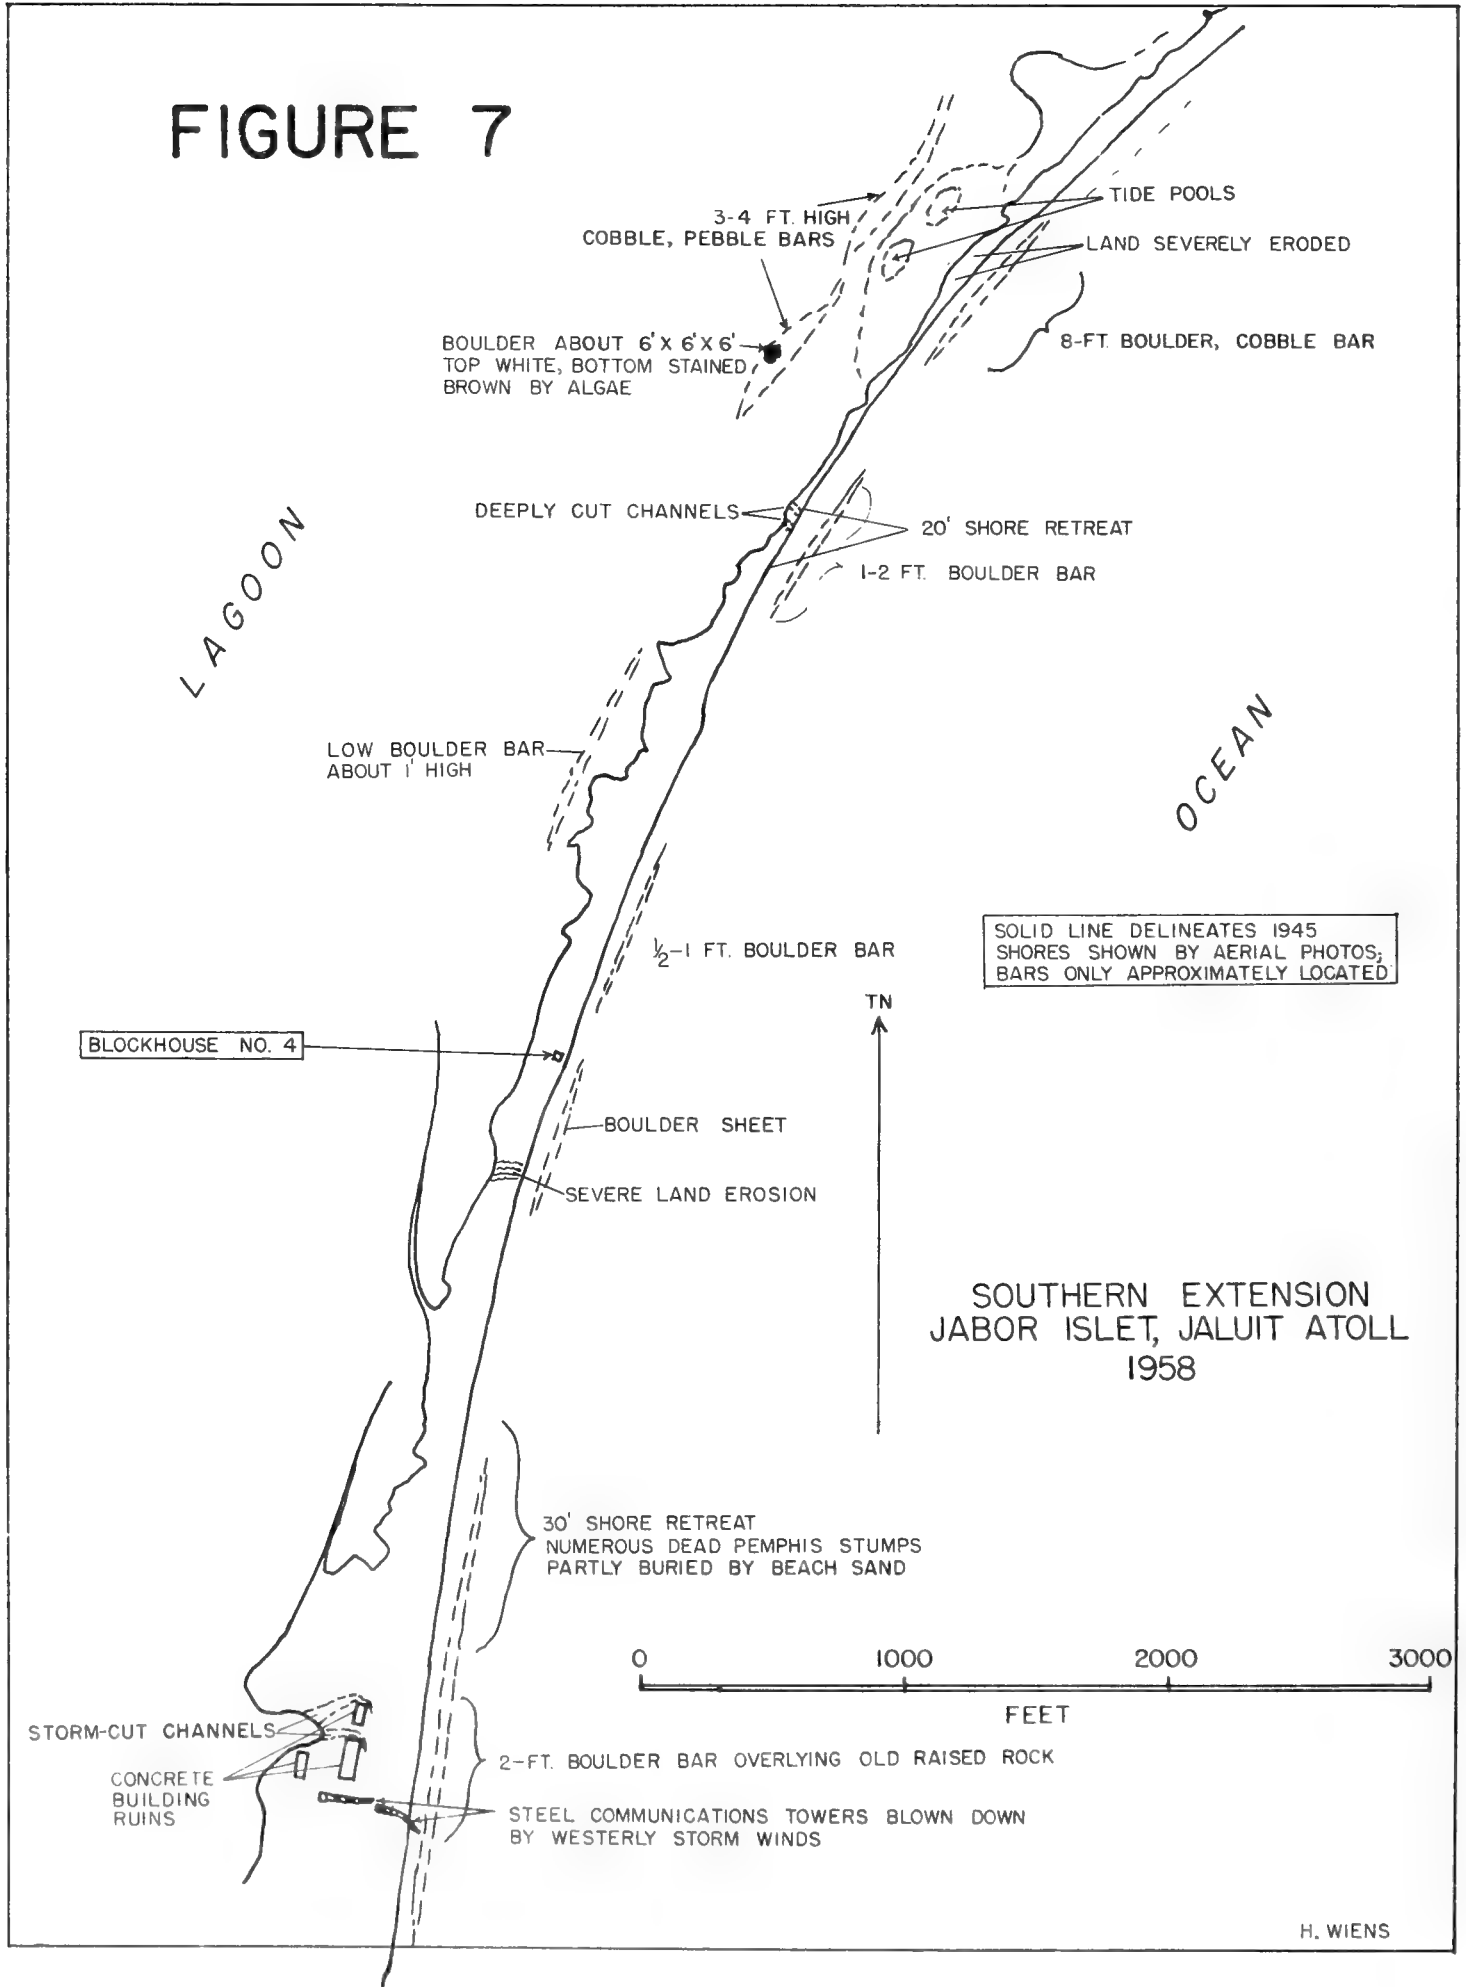 FIGURE 7
TIDE POOLS
3-4 FT. HIGH
COBBLE, PEBBLE BARS
LAND SEVERELY ERODED
BOULDER ABOUT 6' X 6' X 6'
TOP WHITE, BOTTOM STAINED
BROWN BY ALGAE
8-FT. BOULDER, COBBLE BAR
DEEPLY CUT CHANNELS
20' SHORE RETREAT
1-2 FT. BOULDER BAR
LAGOON
LOW BOULDER BAR
ABOUT 1' HIGH
OCEAN
½-1 FT. BOULDER BAR
SOLID LINE DELINEATES 1945
SHORES SHOWN BY AERIAL PHOTOS;
BARS ONLY APPROXIMATELY LOCATED
TN
BLOCKHOUSE NO. 4
BOULDER SHEET
SEVERE LAND EROSION
SOUTHERN EXTENSION
JABOR ISLET, JALUIT ATOLL
1958
30' SHORE RETREAT
NUMEROUS DEAD PEMPHIS STUMPS
PARTLY BURIED BY BEACH SAND
0 1000 2000 3000
FEET
STORM-CUT CHANNELS
2-FT. BOULDER BAR OVERLYING OLD RAISED ROCK
CONCRETE
BUILDING
RUINS
STEEL COMMUNICATIONS TOWERS BLOWN DOWN
BY WESTERLY STORM WINDS
H. WIENS